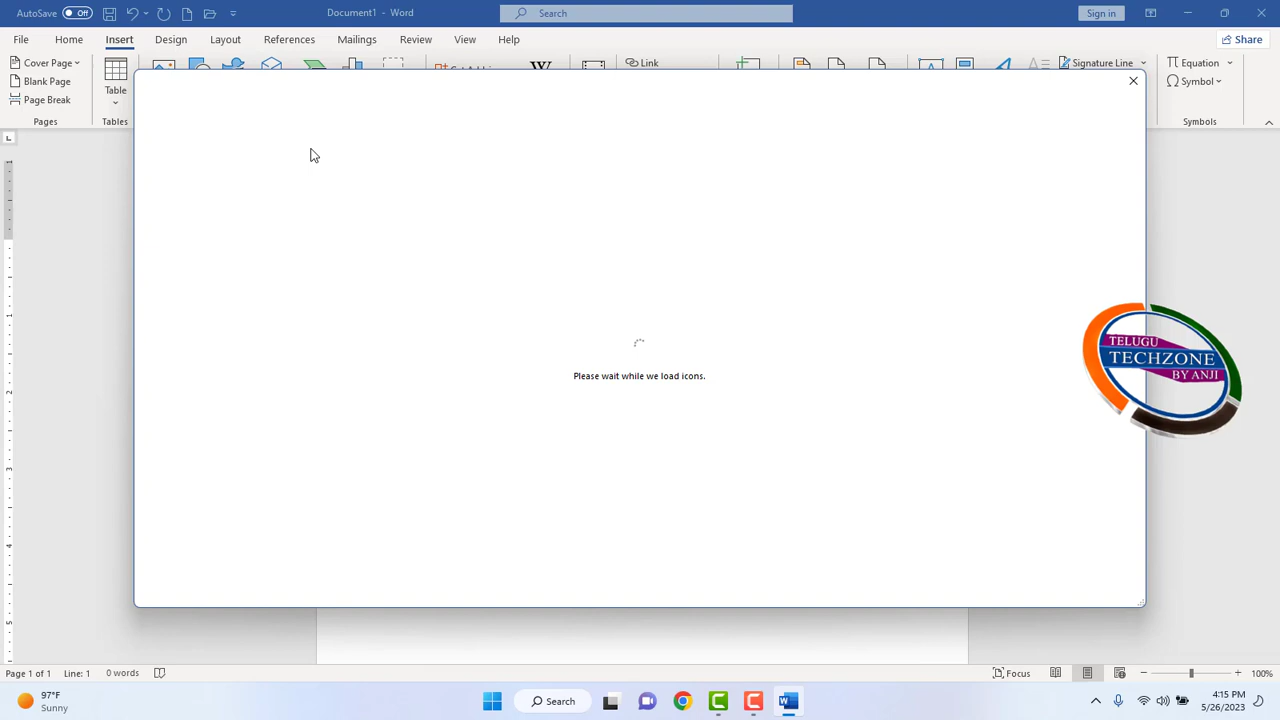 AutoSave Off Document1 - Word Search Sign in
File Home Insert Design Layout References Mailings Review View Help Share
Cover Page Link Signature Line Equation
Blank Page Table Symbol
Page Break
Pages Tables Symbols
Please wait while we load icons.
TELUGU
TECHZONE
BY ANJI
Page 1 of 1 Line: 1 0 words Focus 100%
97°F
Sunny
Search
4:15 PM
5/26/2023